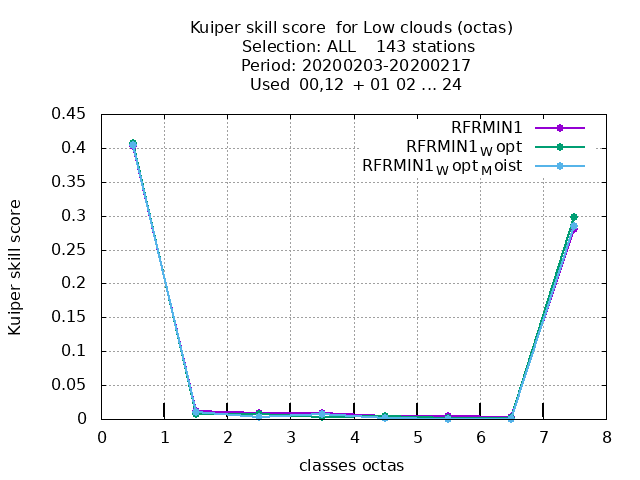 Kuiper skill score  for Low clouds (octas)
Selection: ALL    143 stations
Period: 20200203-20200217
Used  00,12  + 01 02 ... 24
RFRMIN1
RFRMIN1Wopt
RFRMIN1WoptMoist
Kuiper skill score
0.45
0.4
0.35
0.3
0.25
0.2
0.15
0.1
0.05
0
0 1 2 3 4 5 6 7 8
classes octas